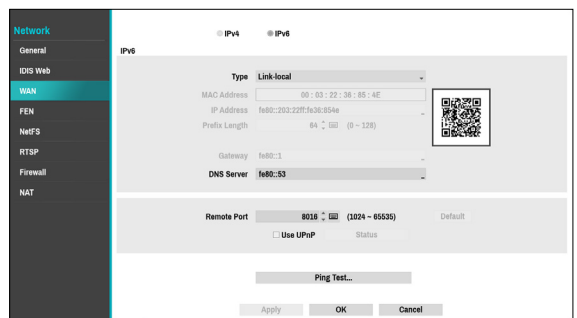 Network
General
IDIS Web
WAN
FEN
NetFS
RTSP
Firewall
NAT
IPv4 IPv6
IPv6
Type Link-local
MAC Address 00 : 03 : 22 : 36 : 85 : 4E
IP Address fe80::203:22ff:fe36:854e
Prefix Length 64 (0 ~ 128)
Gateway fe80::1
DNS Server fe80::53
Remote Port 8016 (1024 ~ 65535) Default
Use UPnP Status
Ping Test...
Apply OK Cancel